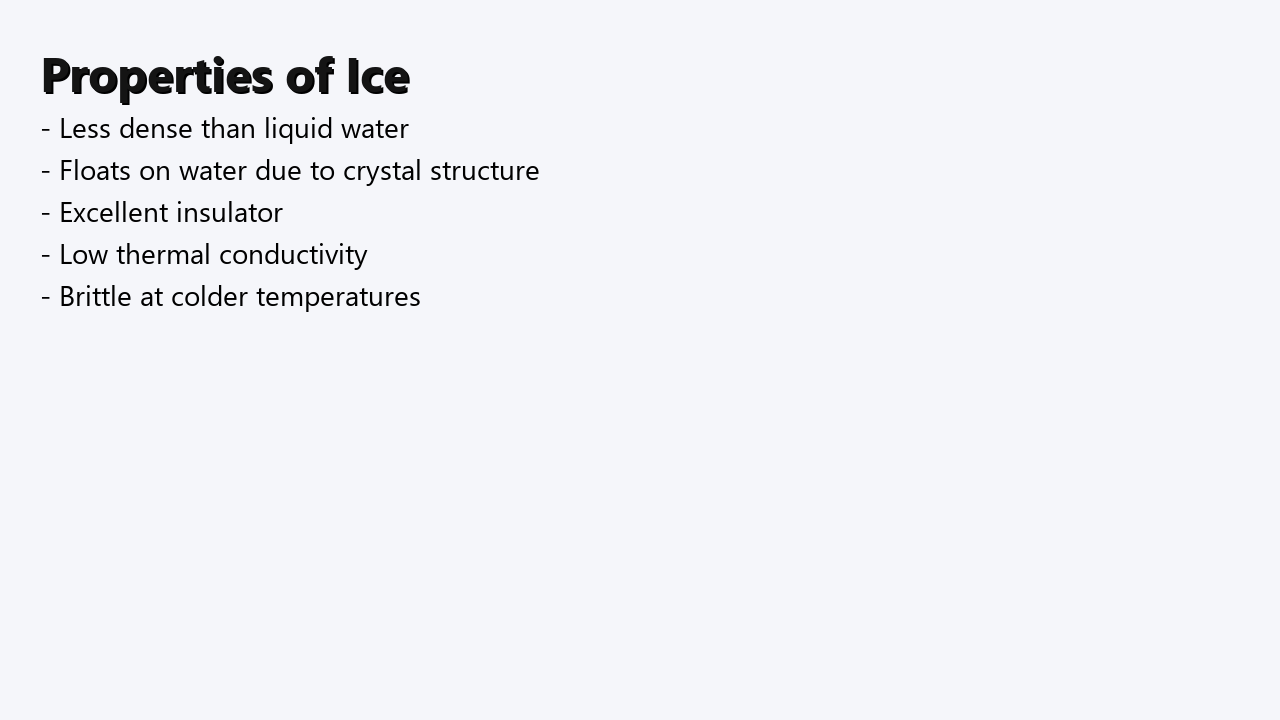 Properties of Ice
- Less dense than liquid water
- Floats on water due to crystal structure
- Excellent insulator
- Low thermal conductivity
- Brittle at colder temperatures